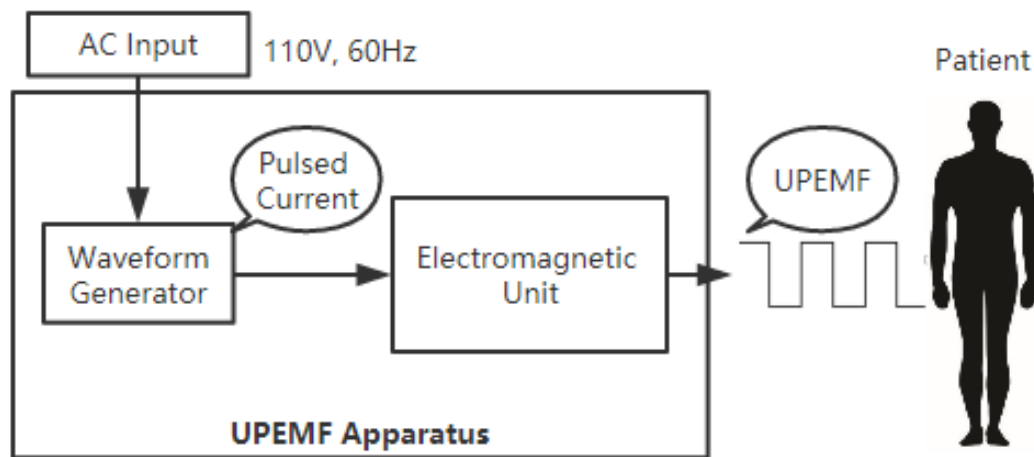 AC Input
110V, 60Hz
Patient
Pulsed
Current
UPEMF
Waveform
Generator
Electromagnetic
Unit
UPEMF Apparatus